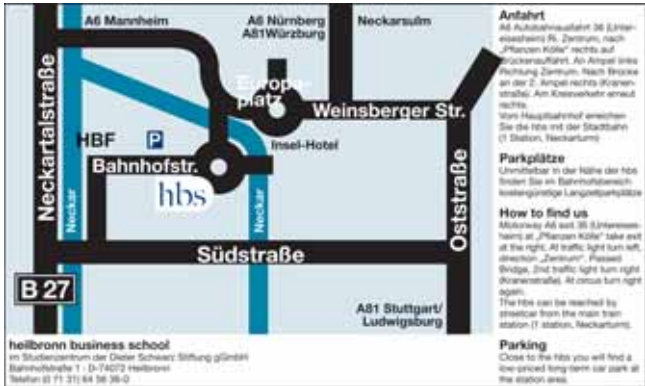 A6 Mannheim
A6 Nürnberg
A81Würzburg
Neckarsulm
Neckartalstraße
Europa-
platz
Weinsberger Str.
HBF
P
Insel-Hotel
Bahnhofstr.
hbs
Neckar
Neckar
Oststraße
Südstraße
B 27
A81 Stuttgart/
Ludwigsburg
heilbronn business school
im Studienzentrum der Dieter Schwarz Stiftung gGmbH
Bahnhofstraße 1 - D-74072 Heilbronn
Telefon (0 71 31) 64 56 36-0
Anfahrt
A6 Autobahnausfahrt 36 (Unter-
eisesheim) Ri. Zentrum, nach
„Pflanzen Kölle" rechts auf
Brückenauffahrt. An Ampel links
Richtung Zentrum. Nach Brücke
an der 2. Ampel rechts (Kranen-
straße). Am Kreisverkehr erneut
rechts.
Vom Hauptbahnhof erreichen
Sie die hbs mit der Stadtbahn
(1 Station, Neckarturm)
Parkplätze
Unmittelbar in der Nähe der hbs
finden Sie im Bahnhofsbereich
kostengünstige Langzeitparkplätze
How to find us
Motorway A6 exit 35
at „Pflanzen Kölle" take exit
at the right. At traffic light turn left,
direction „Zentrum". Passed
Bridge, 2nd traffic light turn right
(Kranenstraße). At circus turn right
again.
The hbs can be reached by
streetcar from the main train
station (1 station, Neckarturm).
Parking
Close to the hbs you will find a
low-priced long-term car park at
the station area.